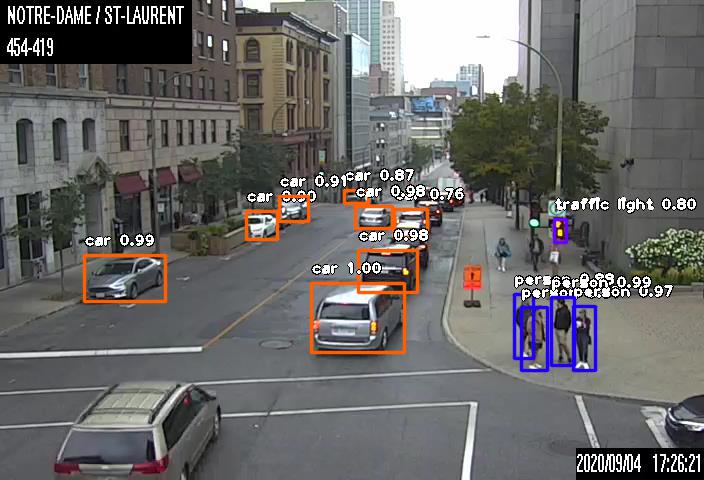 NOTRE-DAME / ST-LAURENT
454-419
car 0.87
car 0.91
car 0.98
0.76
traffic light 0.80
car 0.99
car 0.98
car 1.00
person
0.99
person 0.97
2020/09/04 17:26:21